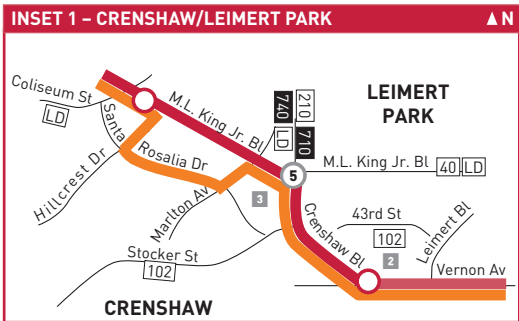 INSET 1 – CRENSHAW/LEIMERT PARK ▲N
Coliseum St
LD
Santa
Rosalia Dr
Hillcrest Dr
M.L. King Jr. Bl
740
210
LD
710
LEIMERT
PARK
5
M.L. King Jr. Bl
40 LD
Marlton Av
3
Crenshaw Bl
43rd St
102
Leimert Bl
2
Stocker St
102
Vernon Av
CRENSHAW